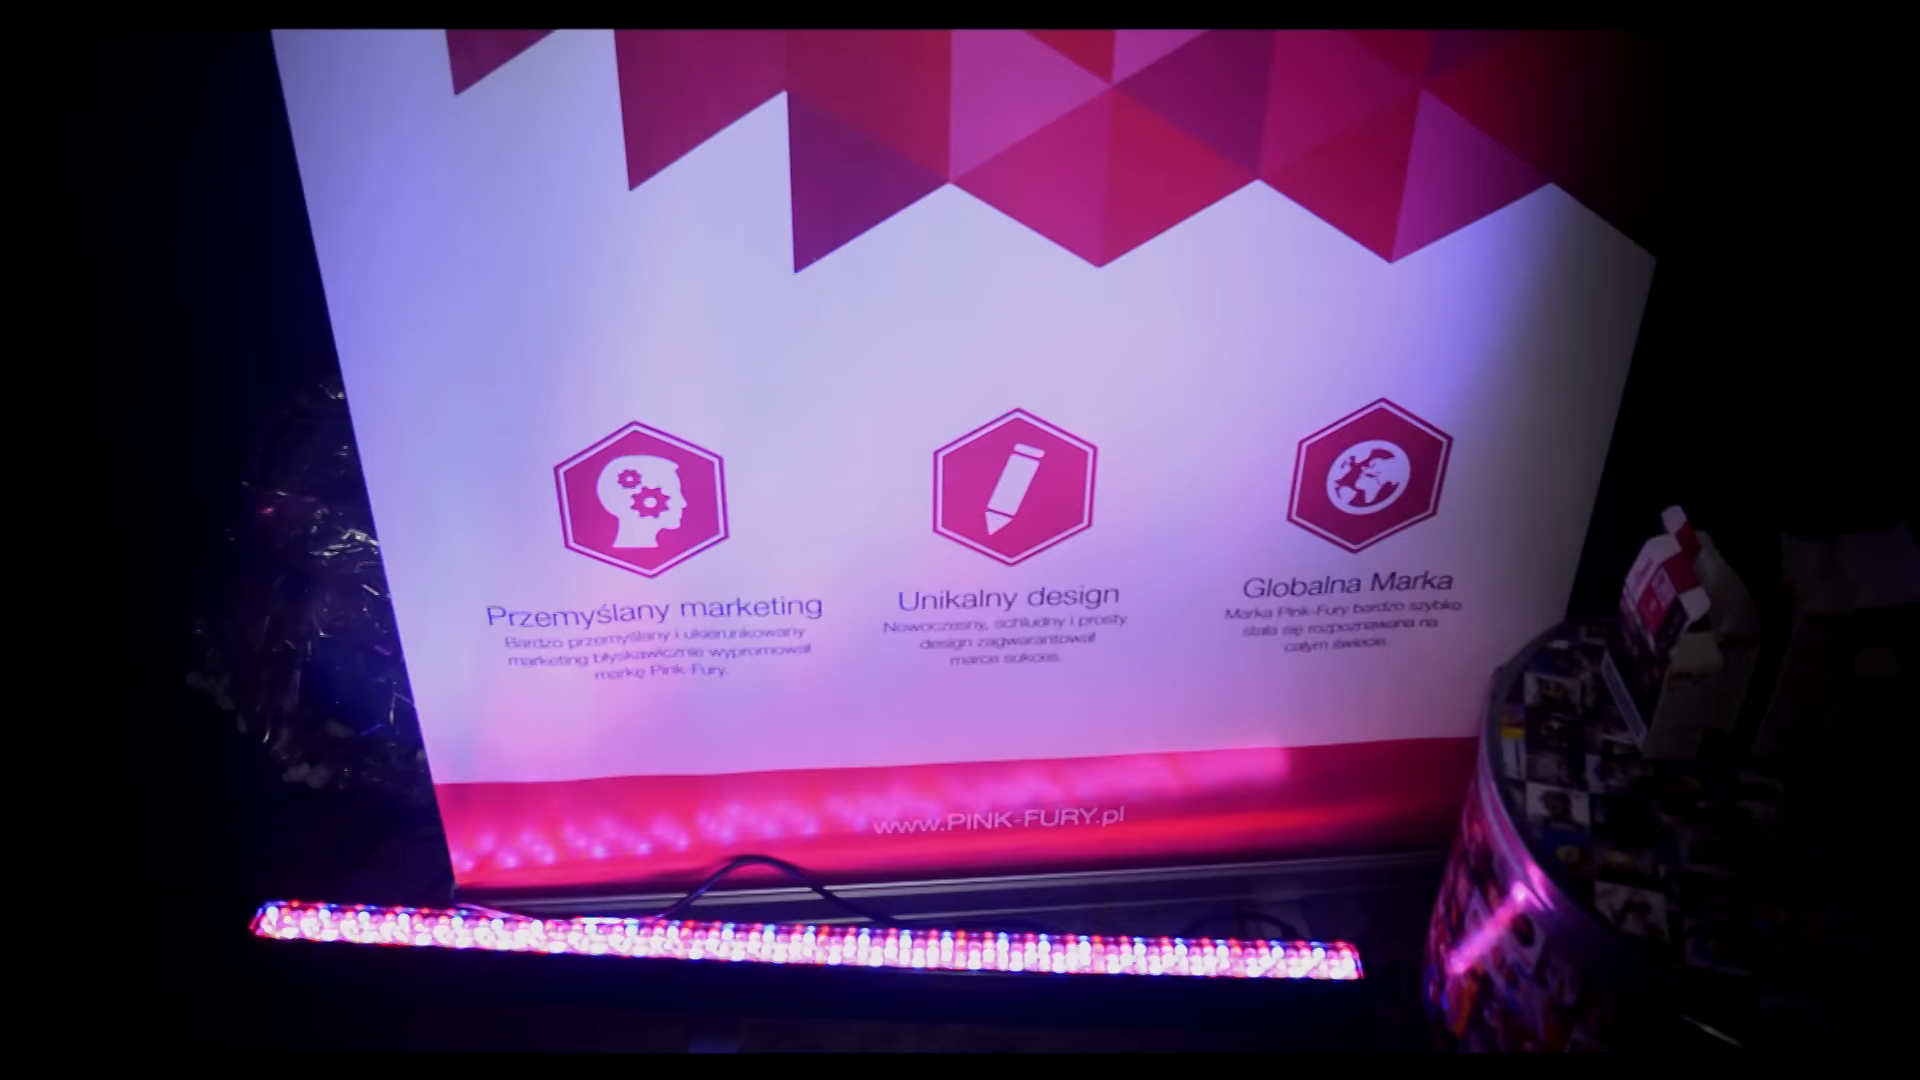 Przemyślany marketing
Bardzo przemyślany i ukierunkowany
marketing błyskawicznie wypromował
markę Pink-Fury.
Unikalny design
Nowoczesny, schludny i prosty
design zagwarantował
marce sukces.
Globalna Marka
Marka Pink-Fury bardzo szybko
stała się rozpoznawana na
całym świecie.
www.PINK-FURY.pl